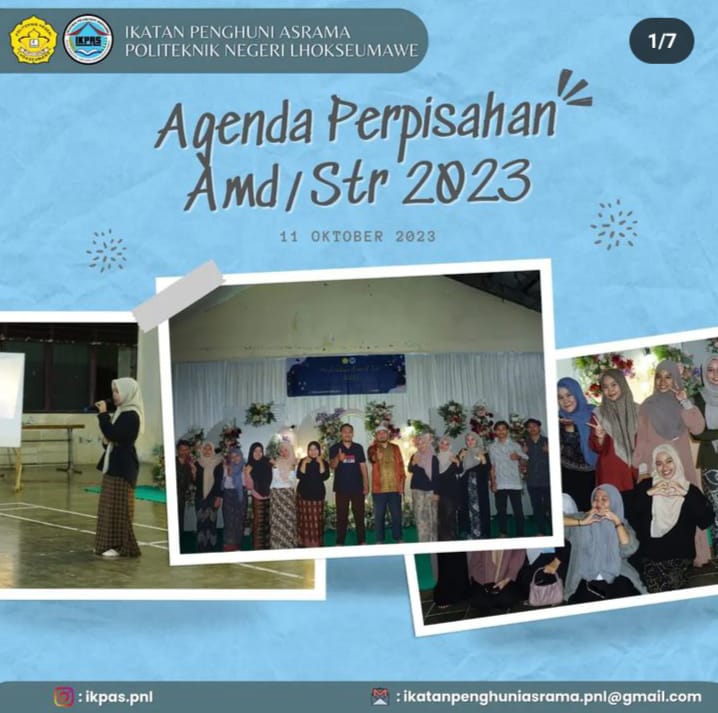 IKATAN PENGHUNI ASRAMA
POLITEKNIK NEGERI LHOKSEUMAWE
1/7
IKPAS
Agenda Perpisahan
Amd/Str 2023
11 OKTOBER 2023
: ikpas.pnl
: ikatanpenghuniasrama.pnl@gmail.com